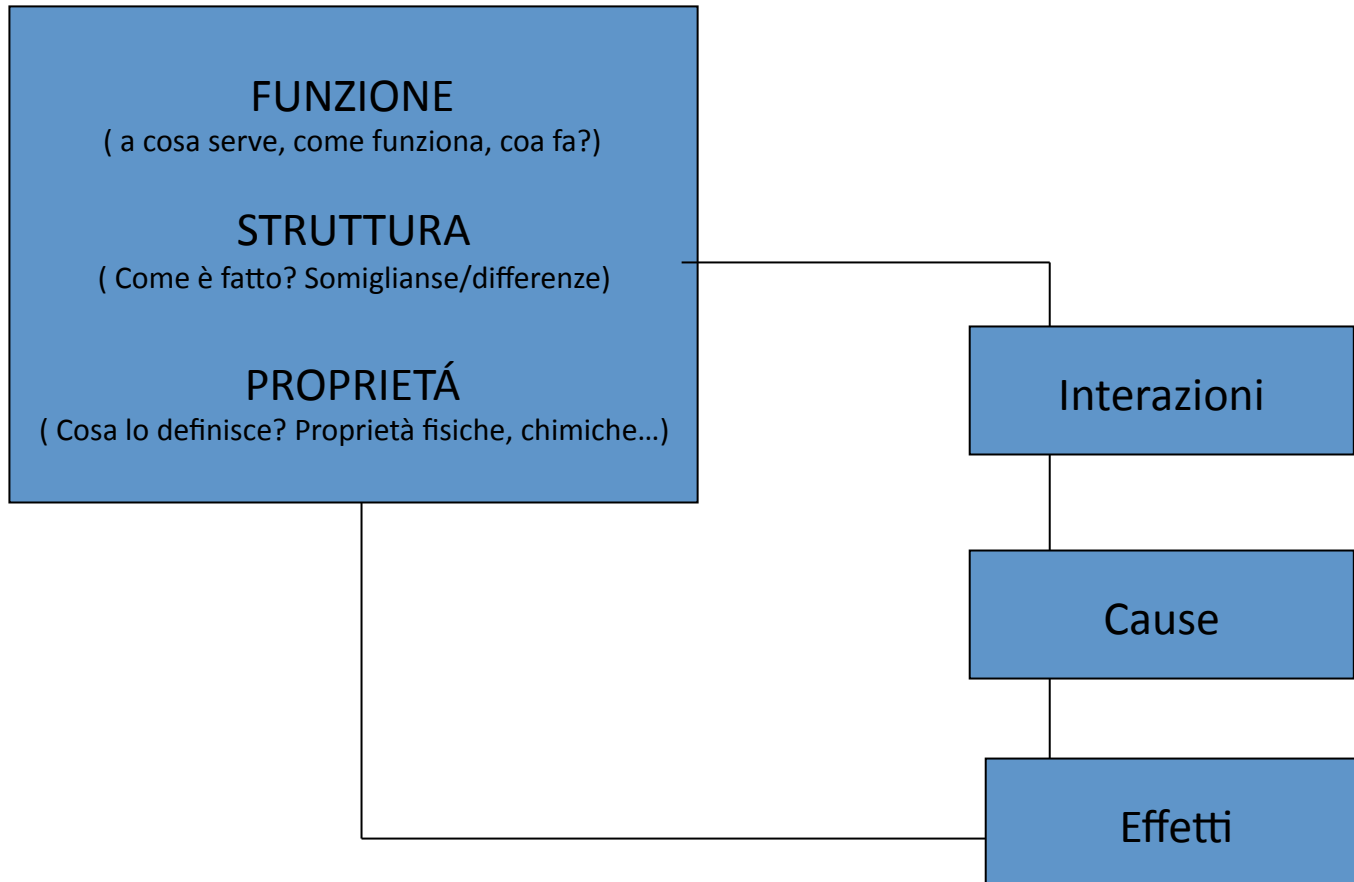 FUNZIONE
( a cosa serve, come funziona, coa fa?)
STRUTTURA
( Come è fatto? Somiglianse/differenze)
PROPRIETÁ
( Cosa lo definisce? Proprietà fisiche, chimiche…)
Interazioni
Cause
Effetti